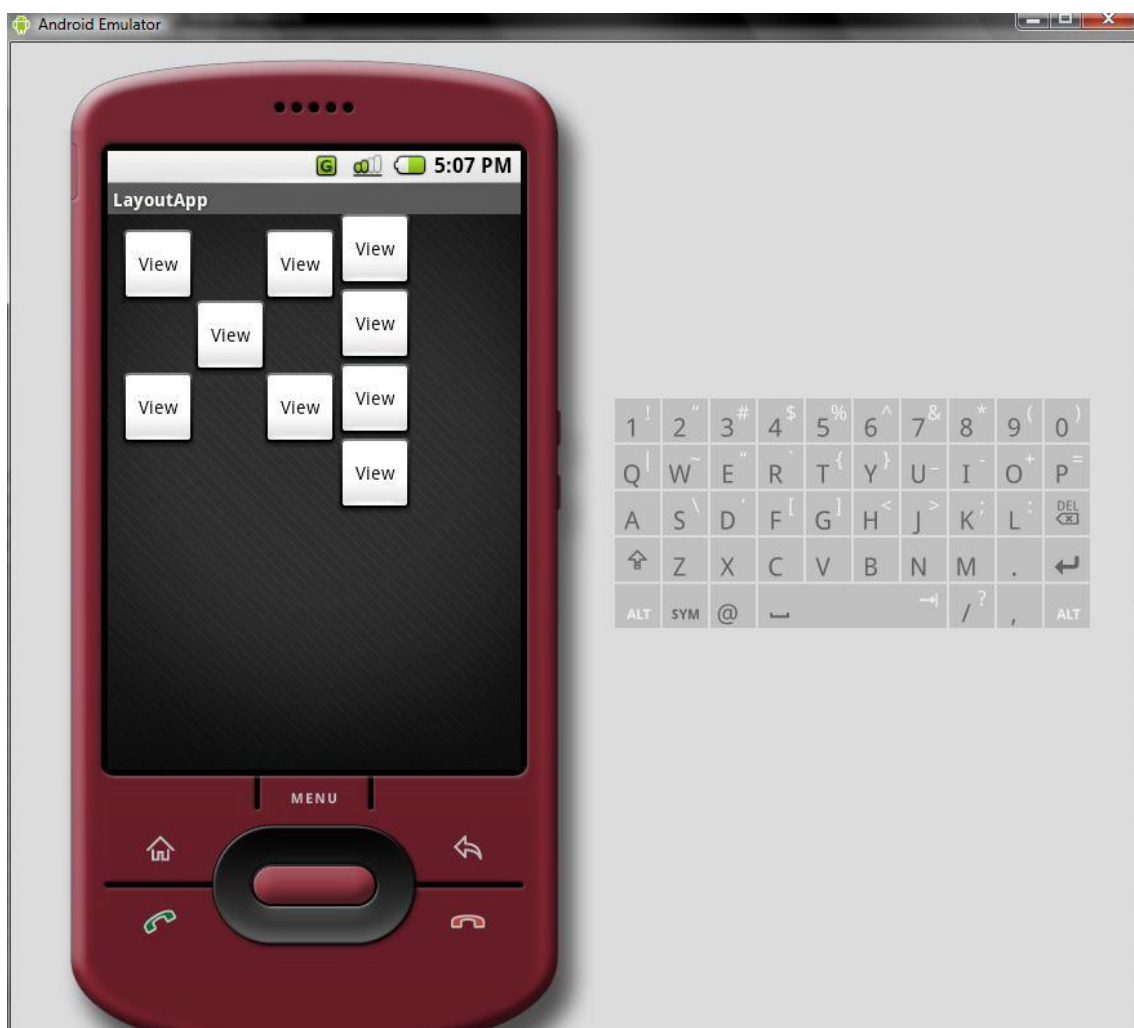 Android Emulator
G 5:07 PM
LayoutApp
View View View
View View
View View View
View
MENU
1 ! 2 " 3 # 4 $ 5 % 6 ^ 7 & 8 * 9 ( 0 )
Q | W ~ E “ R ` T { Y } U _ I - O + P =
A S \ D ' F [ G ] H < J > K ; L : DEL
Z X C V B N M .
ALT SYM @ / ? , ALT